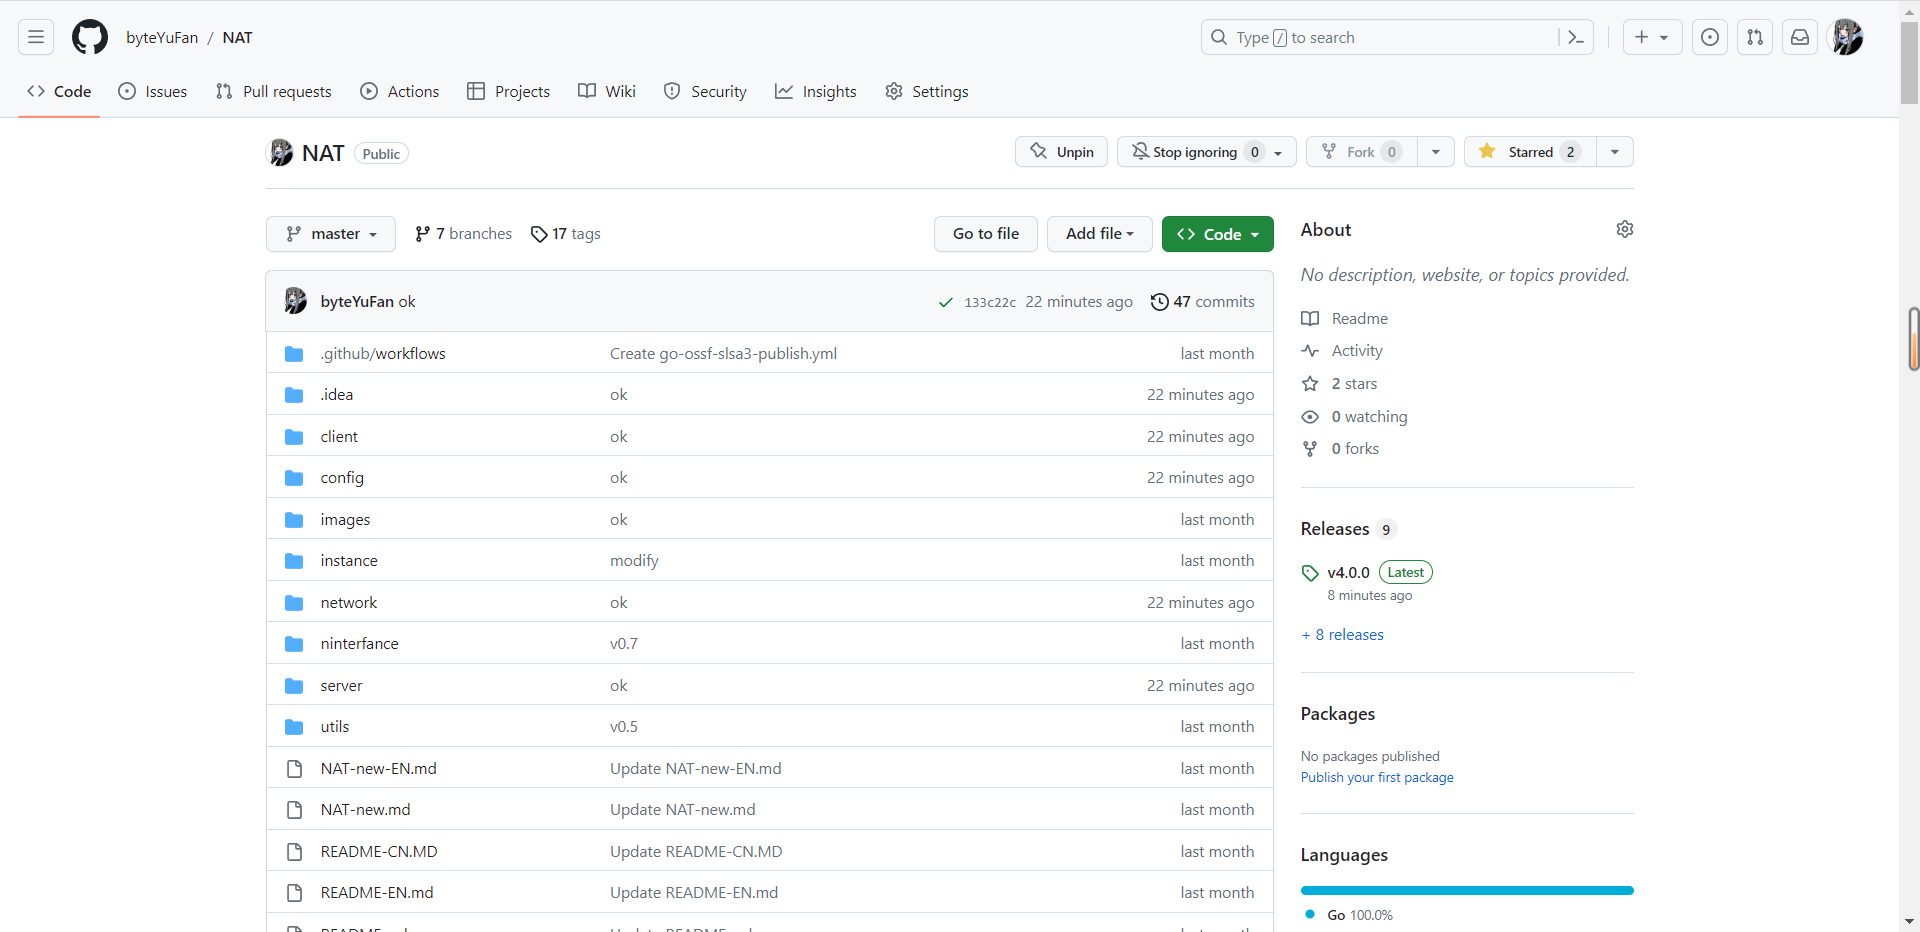 byteYuFan / NAT
Type / to search
Code Issues Pull requests Actions Projects Wiki Security Insights Settings
NAT Public
Unpin Stop ignoring 0 Fork 0 Starred 2
master 7 branches 17 tags Go to file Add file Code
byteYuFan ok 133c22c 22 minutes ago 47 commits
.github/workflows Create go-ossf-slsa3-publish.yml last month
.idea ok 22 minutes ago
client ok 22 minutes ago
config ok 22 minutes ago
images ok last month
instance modify last month
network ok 22 minutes ago
ninterfance v0.7 last month
server ok 22 minutes ago
utils v0.5 last month
NAT-new-EN.md Update NAT-new-EN.md last month
NAT-new.md Update NAT-new.md last month
README-CN.MD Update README-CN.MD last month
README-EN.md Update README-EN.md last month
About
No description, website, or topics provided.
Readme
Activity
2 stars
0 watching
0 forks
Releases 9
v4.0.0 Latest
8 minutes ago
+ 8 releases
Packages
No packages published
Publish your first package
Languages
Go 100.0%